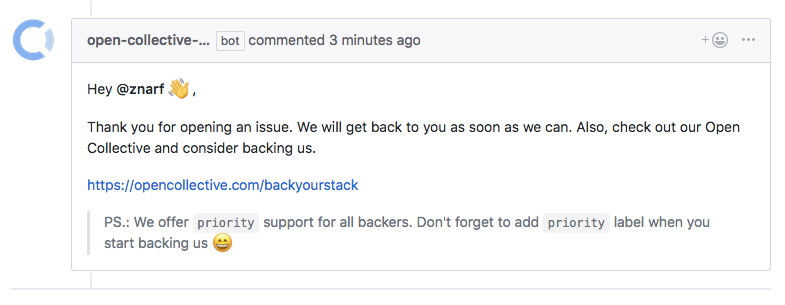 open-collective-... bot commented 3 minutes ago
Hey @znarf 👋 ,
Thank you for opening an issue. We will get back to you as soon as we can. Also, check out our Open
Collective and consider backing us.
https://opencollective.com/backyourstack
PS.: We offer priority support for all backers. Don't forget to add priority label when you
start backing us 😄